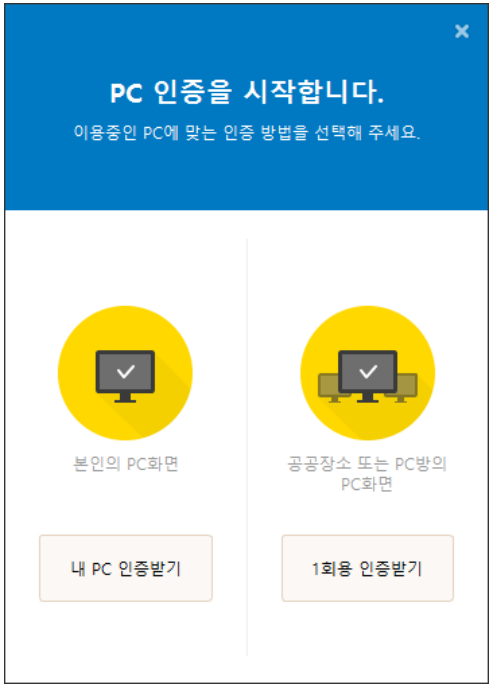 PC 인증을 시작합니다.
이용중인 PC에 맞는 인증 방법을 선택해 주세요.
본인의 PC화면
내 PC 인증받기
공공장소 또는 PC방의
PC화면
1회용 인증받기